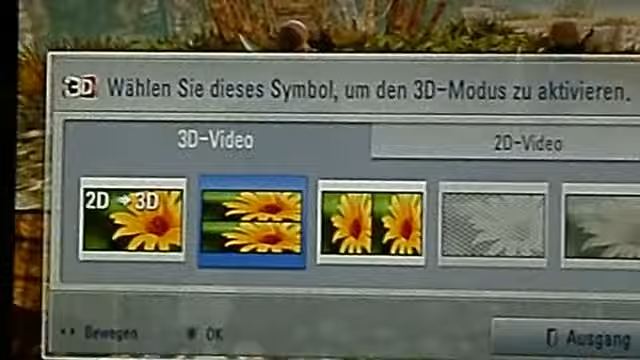 3D Wählen Sie dieses Symbol, um den 3D-Modus zu aktivieren.
3D-Video 2D-Video
2D 3D
Bewegen OK Ausgang